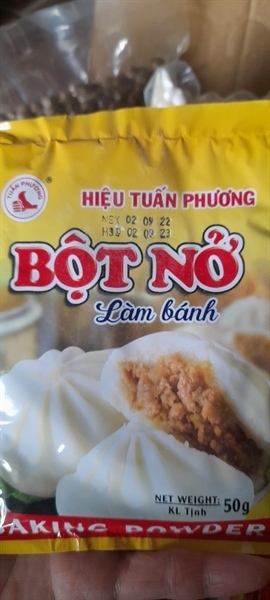 TUẤN PHƯƠNG
HIỆU TUẤN PHƯƠNG
NSX 02 09 22
HSD 02 09 23
BỘT NỞ
Làm bánh
NET WEIGHT: 50g
KL Tịnh
BAKING POWDER